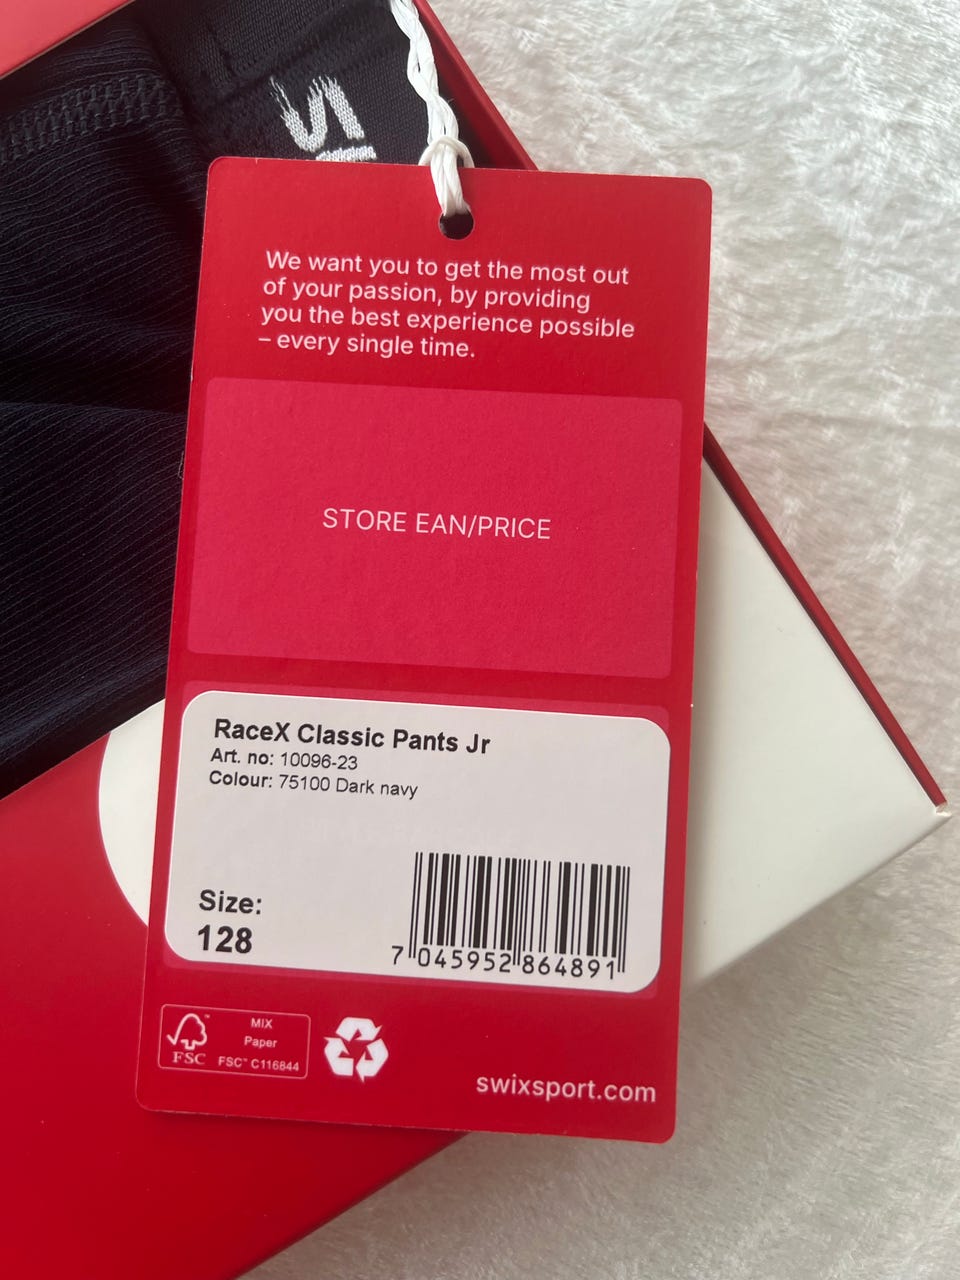 We want you to get the most out
of your passion, by providing
you the best experience possible
– every single time.
STORE EAN/PRICE
RaceX Classic Pants Jr
Art. no: 10096-23
Colour: 75100 Dark navy
Size:
128
7 045952 864891
FSC™
MIX
Paper
FSC™ C116844
swixsport.com